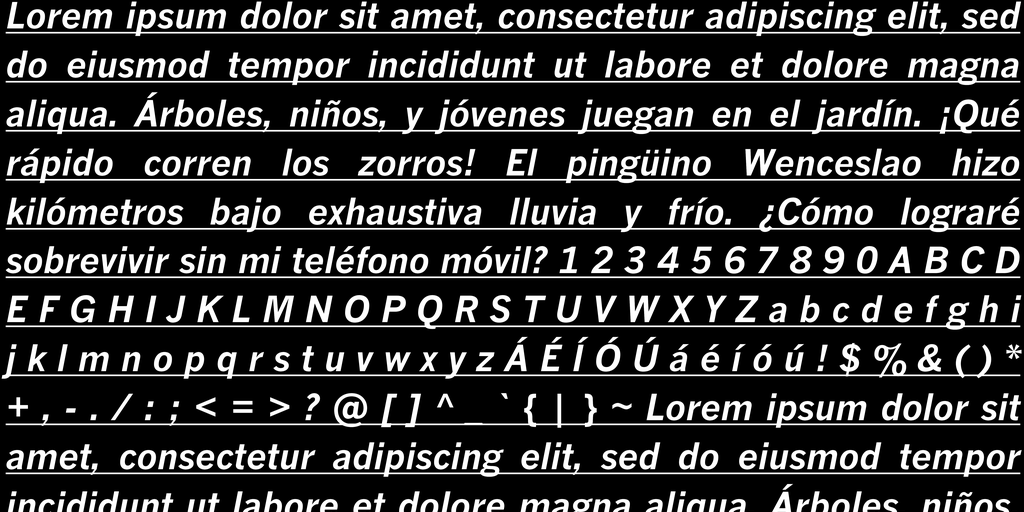 Lorem ipsum dolor sit amet, consectetur adipiscing elit, sed
do eiusmod tempor incididunt ut labore et dolore magna
aliqua. Árboles, niños, y jóvenes juegan en el jardín. ¡Qué
rápido corren los zorros! El pingüino Wenceslao hizo
kilómetros bajo exhaustiva lluvia y frío. ¿Cómo lograré
sobrevivir sin mi teléfono móvil? 1 2 3 4 5 6 7 8 9 0 A B C D
E F G H I J K L M N O P Q R S T U V W X Y Z a b c d e f g h i
j k l m n o p q r s t u v w x y z Á É Í Ó Ú á é í ó ú ! $ % & ( ) *
+ , - . / : ; < = > ? @ [ ] ^ _ ` { | } ~ Lorem ipsum dolor sit
amet, consectetur adipiscing elit, sed do eiusmod tempor
incididunt ut labore et dolore magna aliqua. Árboles, niños,